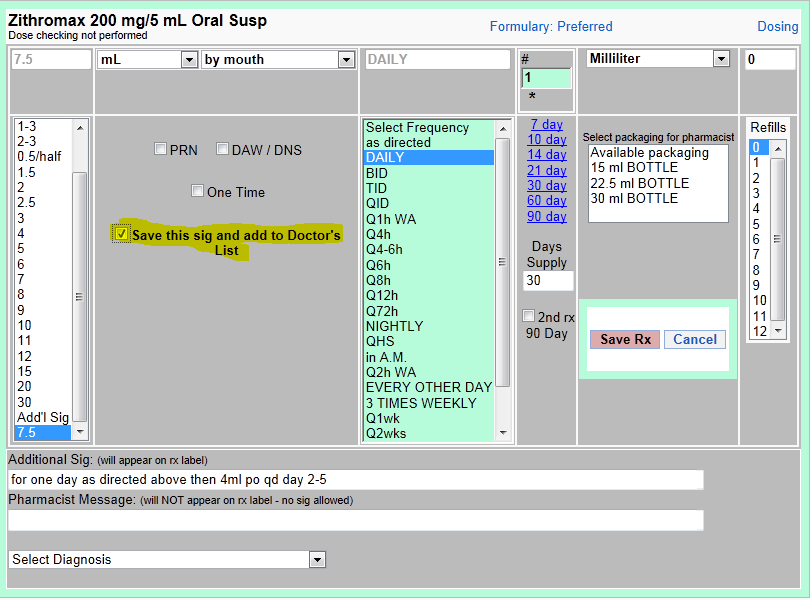 Zithromax 200 mg/5 mL Oral Susp
Dose checking not performed
Formulary: Preferred
Dosing
7.5
mL
by mouth
DAILY
#
1
*
Milliliter
0
1-3
2-3
0.5/half
1.5
2
2.5
3
4
5
6
7
8
9
10
11
12
15
20
30
Add'l Sig
7.5
PRN
DAW / DNS
One Time
Save this sig and add to Doctor's
List
Select Frequency
as directed
DAILY
BID
TID
QID
Q1h WA
Q4h
Q4-6h
Q6h
Q8h
Q12h
Q72h
NIGHTLY
QHS
in A.M.
Q2h WA
EVERY OTHER DAY
3 TIMES WEEKLY
Q1wk
Q2wks
7 day
10 day
14 day
21 day
30 day
60 day
90 day
Days
Supply
30
2nd rx
90 Day
Select packaging for pharmacist
Available packaging
15 ml BOTTLE
22.5 ml BOTTLE
30 ml BOTTLE
Save Rx
Cancel
Refills
0
1
2
3
4
5
6
7
8
9
10
11
12
Additional Sig: (will appear on rx label)
for one day as directed above then 4ml po qd day 2-5
Pharmacist Message: (will NOT appear on rx label - no sig allowed)
Select Diagnosis